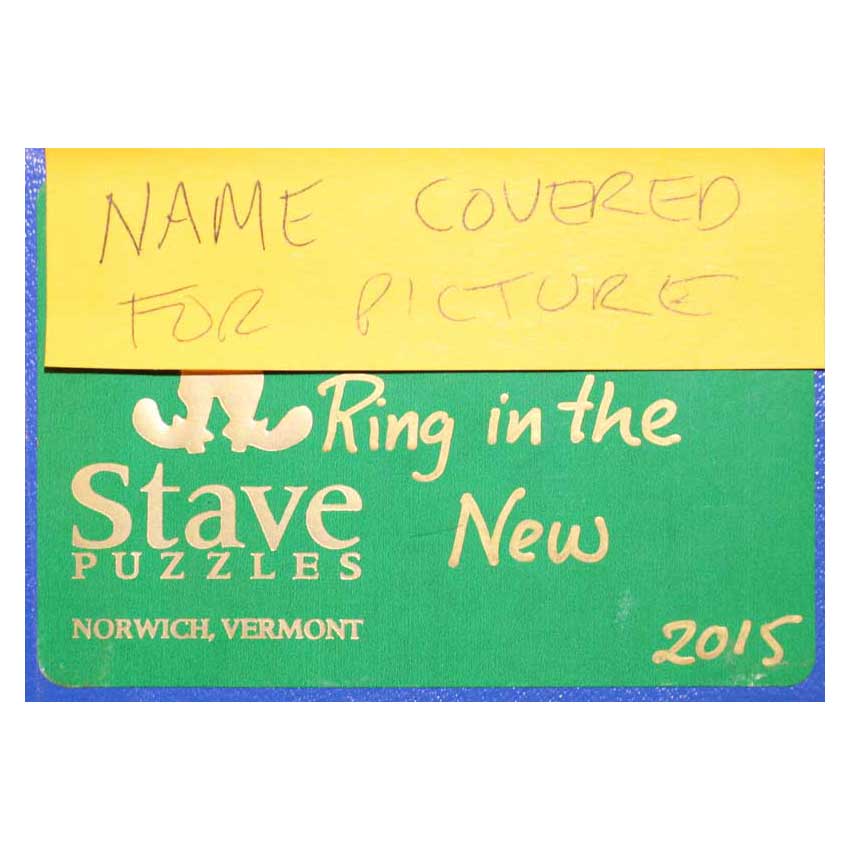 NAME COVERED
FOR PICTURE
Ring in the
New
Stave
PUZZLES
NORWICH, VERMONT
2015